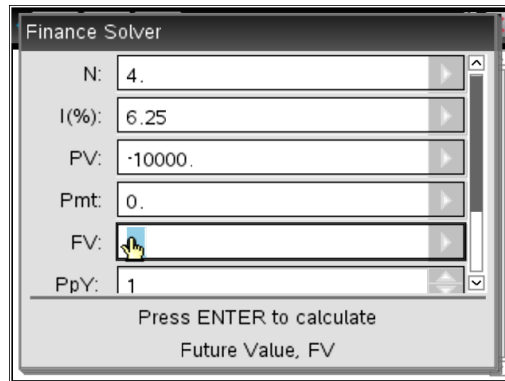 Finance Solver
N: 4.
I(%): 6.25
PV: -10000.
Pmt: 0.
FV:
PpY: 1
Press ENTER to calculate
Future Value, FV